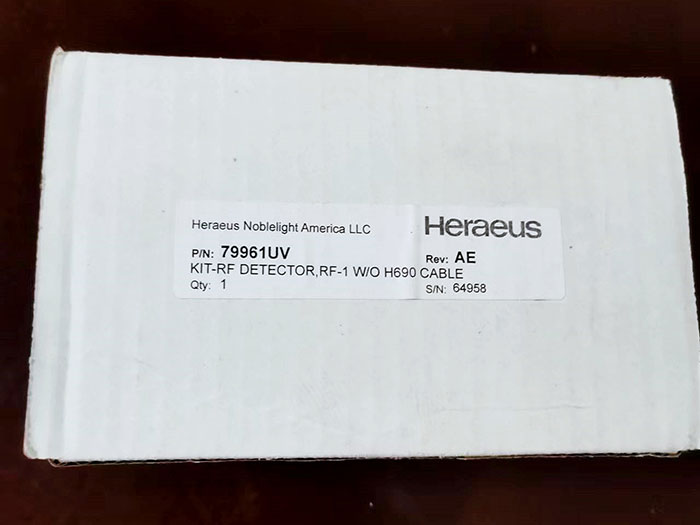 Heraeus Noblelight America LLC
Heraeus
P/N: 79961UV
Rev: AE
KIT-RF DETECTOR,RF-1 W/O H690 CABLE
Qty: 1
S/N: 64958